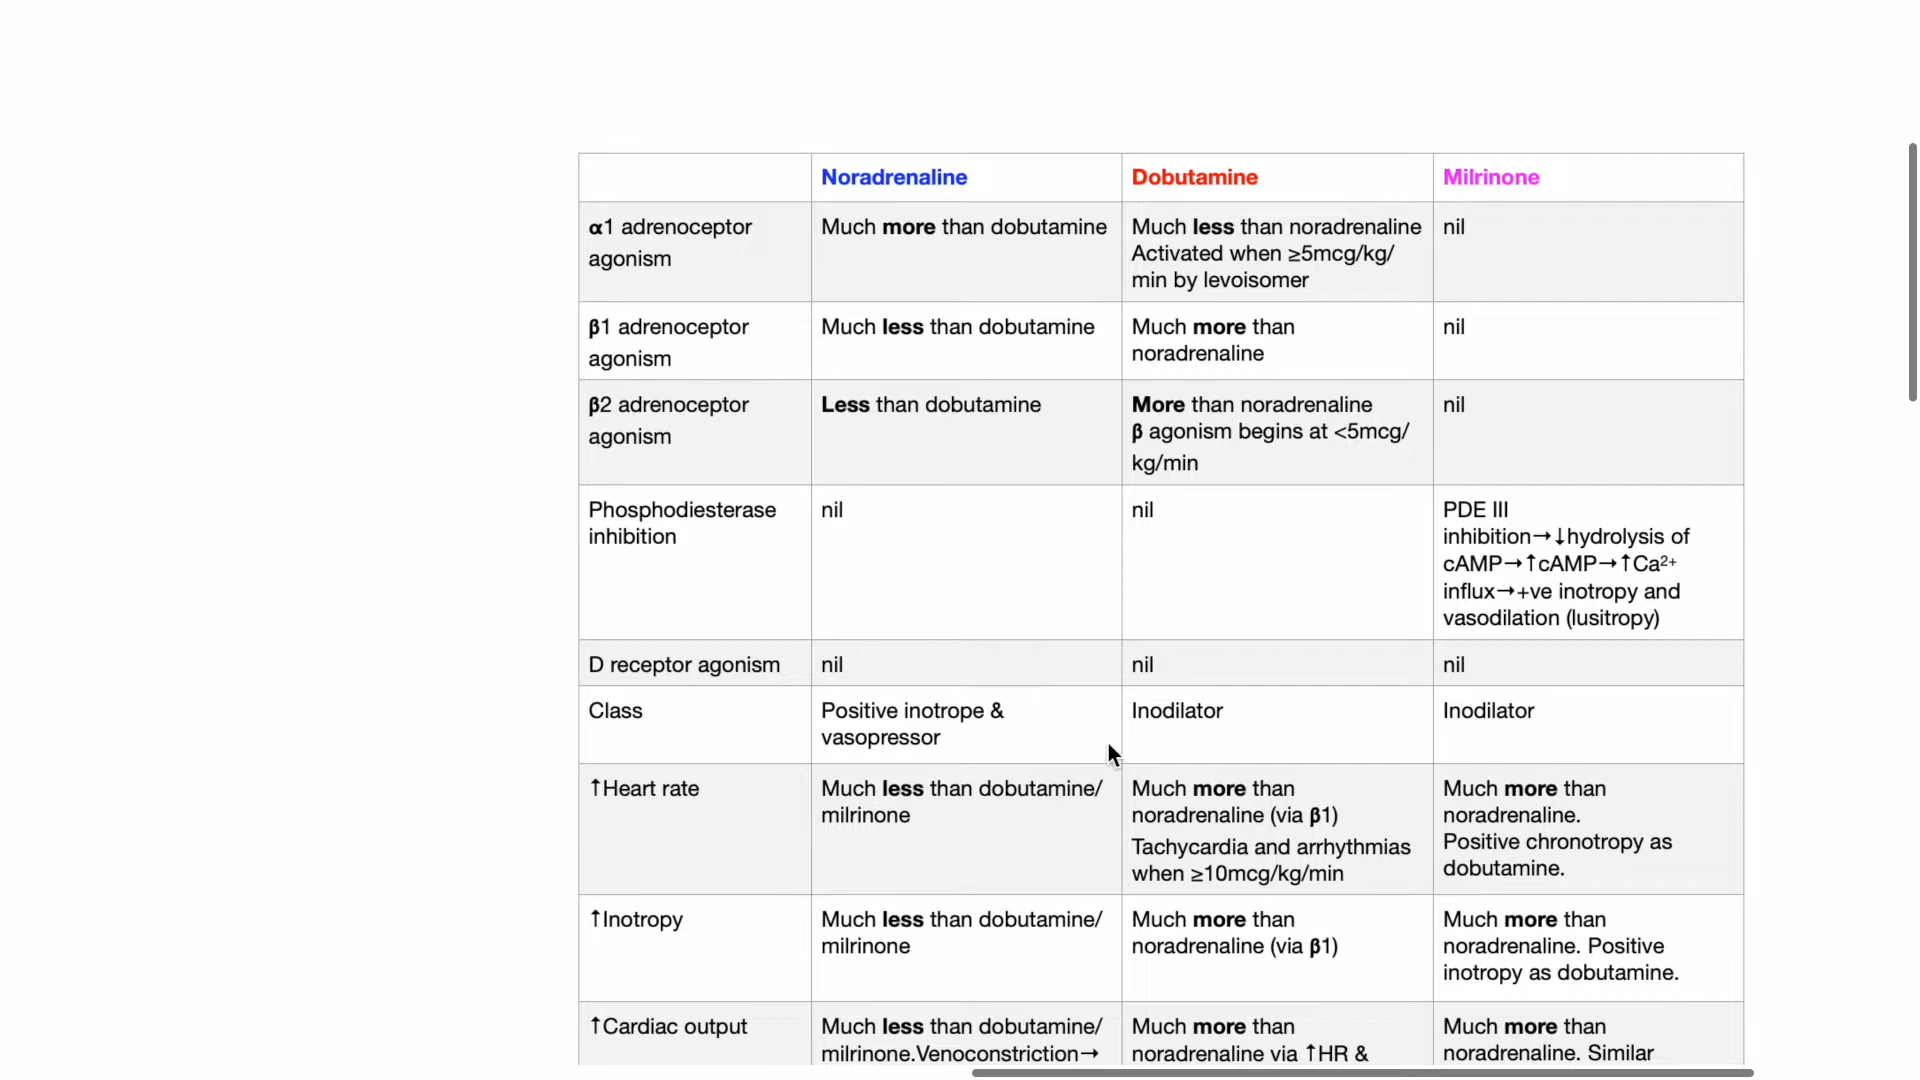 Noradrenaline
Dobutamine
Milrinone
α1 adrenoceptor
agonism
Much more than dobutamine
Much less than noradrenaline
Activated when ≥5mcg/kg/
min by levoisomer
nil
β1 adrenoceptor
agonism
Much less than dobutamine
Much more than
noradrenaline
nil
β2 adrenoceptor
agonism
Less than dobutamine
More than noradrenaline
β agonism begins at <5mcg/
kg/min
nil
Phosphodiesterase
inhibition
nil
nil
PDE III
inhibition→↓hydrolysis of
cAMP→↑cAMP→↑Ca²⁺
influx→+ve inotropy and
vasodilation (lusitropy)
D receptor agonism
nil
nil
nil
Class
Positive inotrope &
vasopressor
Inodilator
Inodilator
↑Heart rate
Much less than dobutamine/
milrinone
Much more than
noradrenaline (via β1)
Tachycardia and arrhythmias
when ≥10mcg/kg/min
Much more than
noradrenaline.
Positive chronotropy as
dobutamine.
↑Inotropy
Much less than dobutamine/
milrinone
Much more than
noradrenaline (via β1)
Much more than
noradrenaline. Positive
inotropy as dobutamine.
↑Cardiac output
Much less than dobutamine/
milrinone.Venoconstriction→
Much more than
noradrenaline via ↑HR &
Much more than
noradrenaline. Similar